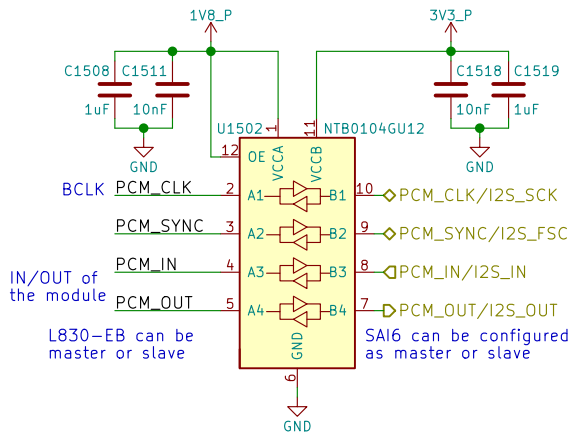 1V8_P
3V3_P
C1508
C1511
C1518
C1519
1uF
10nF
10nF
1uF
GND
GND
U1502
NTB0104GU12
1
11
12
OE
VCCA
VCCB
BCLK
PCM_CLK
2
A1
B1
10
PCM_CLK/I2S_SCK
PCM_SYNC
3
A2
B2
9
PCM_SYNC/I2S_FSC
PCM_IN
4
A3
B3
8
PCM_IN/I2S_IN
IN/OUT of
the module
PCM_OUT
5
A4
B4
7
PCM_OUT/I2S_OUT
L830-EB can be
master or slave
GND
SAI6 can be configured
as master or slave
6
GND